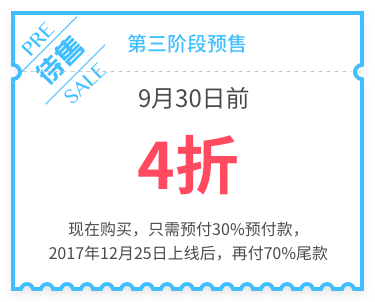 PRE
待售
SALE
第三阶段预售
9月30日前
4折
现在购买，只需预付30%预付款，
2017年12月25日上线后，再付70%尾款